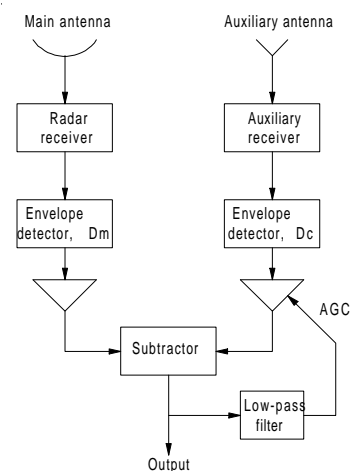 Main antenna
Auxiliary antenna
Radar
receiver
Auxiliary
receiver
Envelope
detector, Dm
Envelope
detector, Dc
AGC
Subtractor
Low-pass
filter
Output